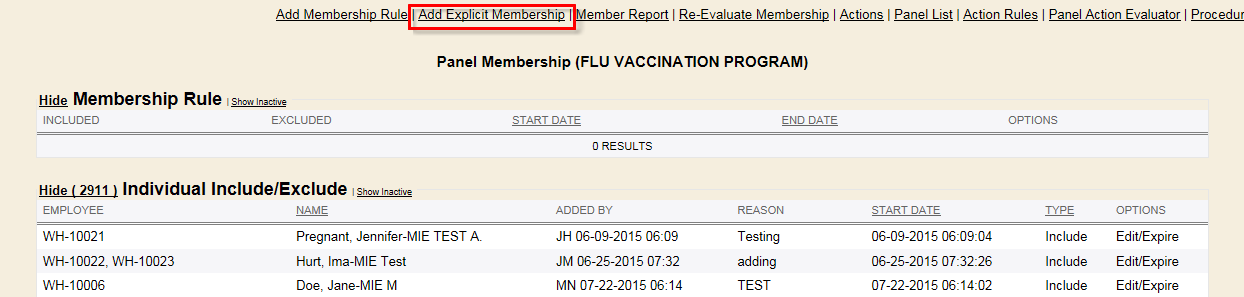 Add Membership Rule | Add Explicit Membership | Member Report | Re-Evaluate Membership | Actions | Panel List | Action Rules | Panel Action Evaluator | Procedur
Panel Membership (FLU VACCINATION PROGRAM)
Hide Membership Rule | Show Inactive
INCLUDED EXCLUDED START DATE END DATE OPTIONS
0 RESULTS
Hide ( 2911 ) Individual Include/Exclude | Show Inactive
EMPLOYEE NAME ADDED BY REASON START DATE TYPE OPTIONS
WH-10021 Pregnant, Jennifer-MIE TEST A. JH 06-09-2015 06:09 Testing 06-09-2015 06:09:04 Include Edit/Expire
WH-10022, WH-10023 Hurt, Ima-MIE Test JM 06-25-2015 07:32 adding 06-25-2015 07:32:26 Include Edit/Expire
WH-10006 Doe, Jane-MIE M MN 07-22-2015 06:14 TEST 07-22-2015 06:14:02 Include Edit/Expire